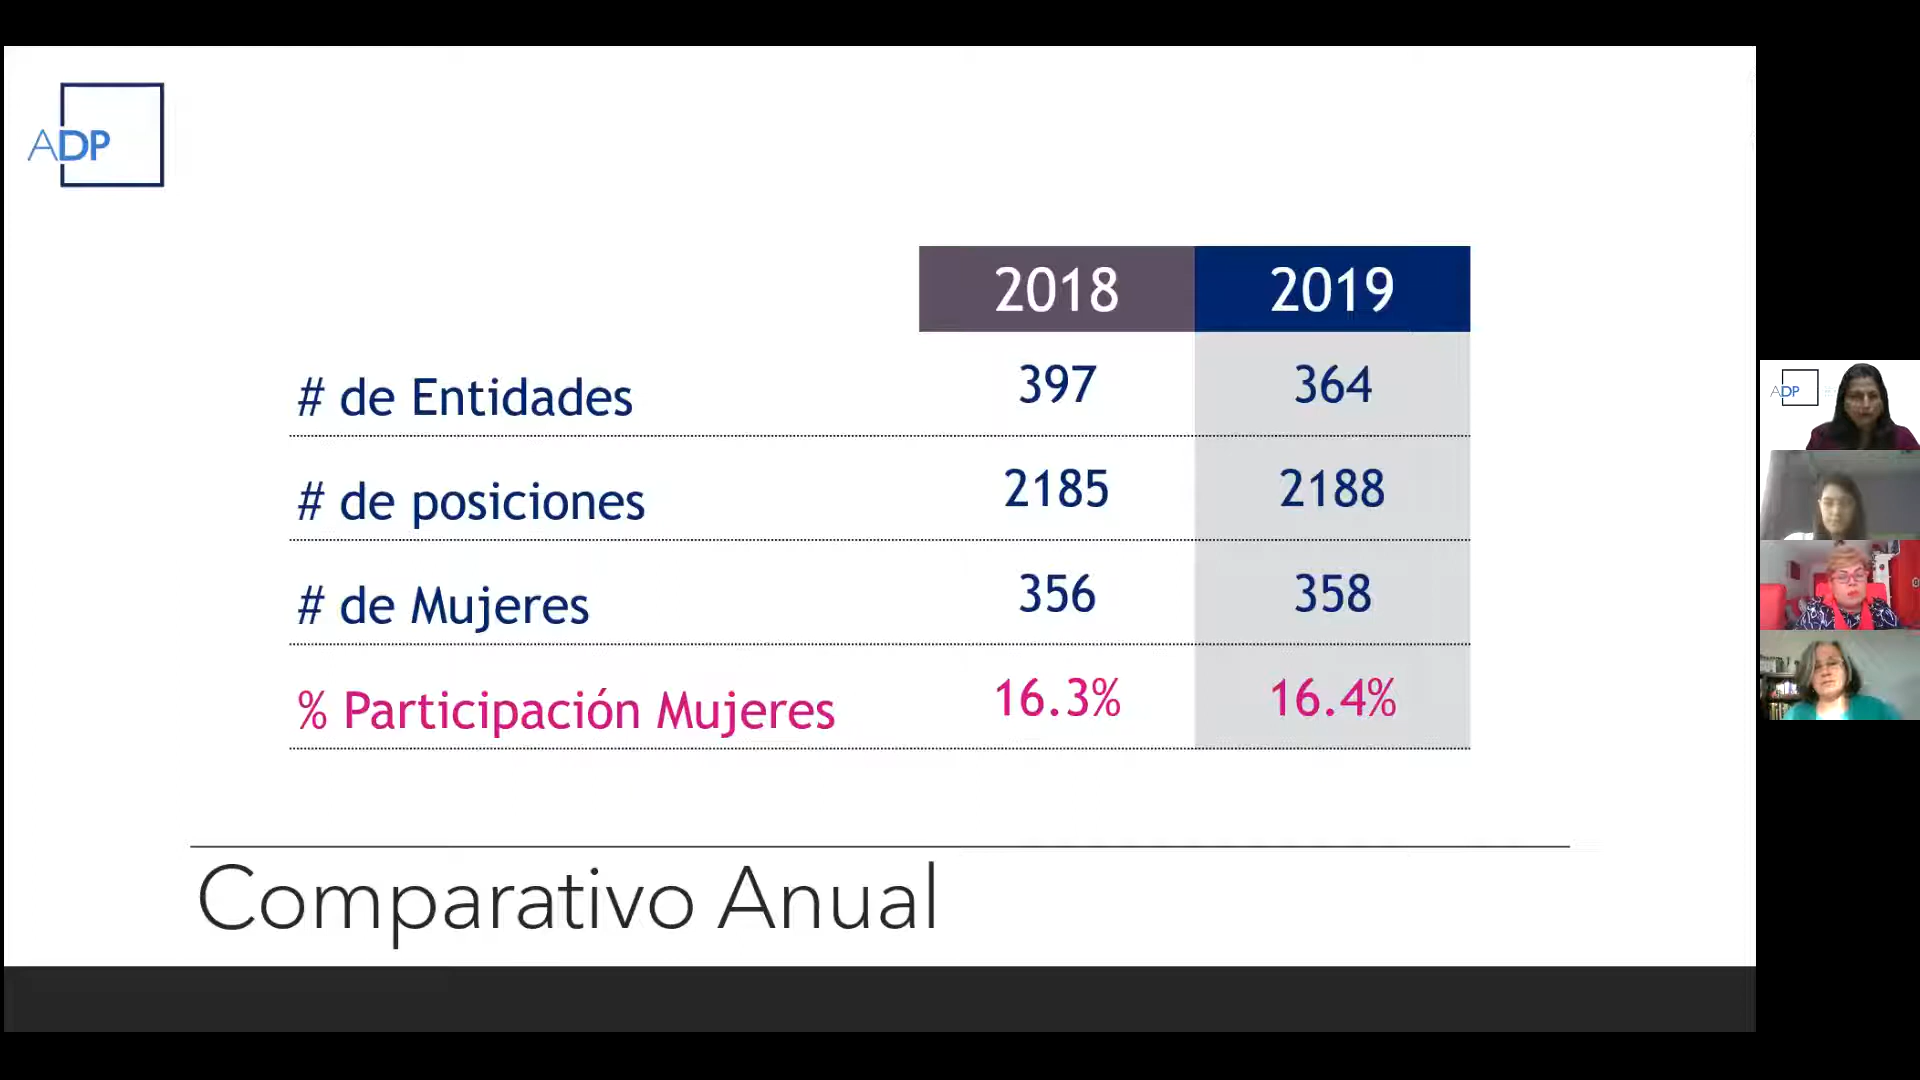 ADP
2018 2019
# de Entidades 397 364
# de posiciones 2185 2188
# de Mujeres 356 358
% Participación Mujeres 16.3% 16.4%
Comparativo Anual
ADP